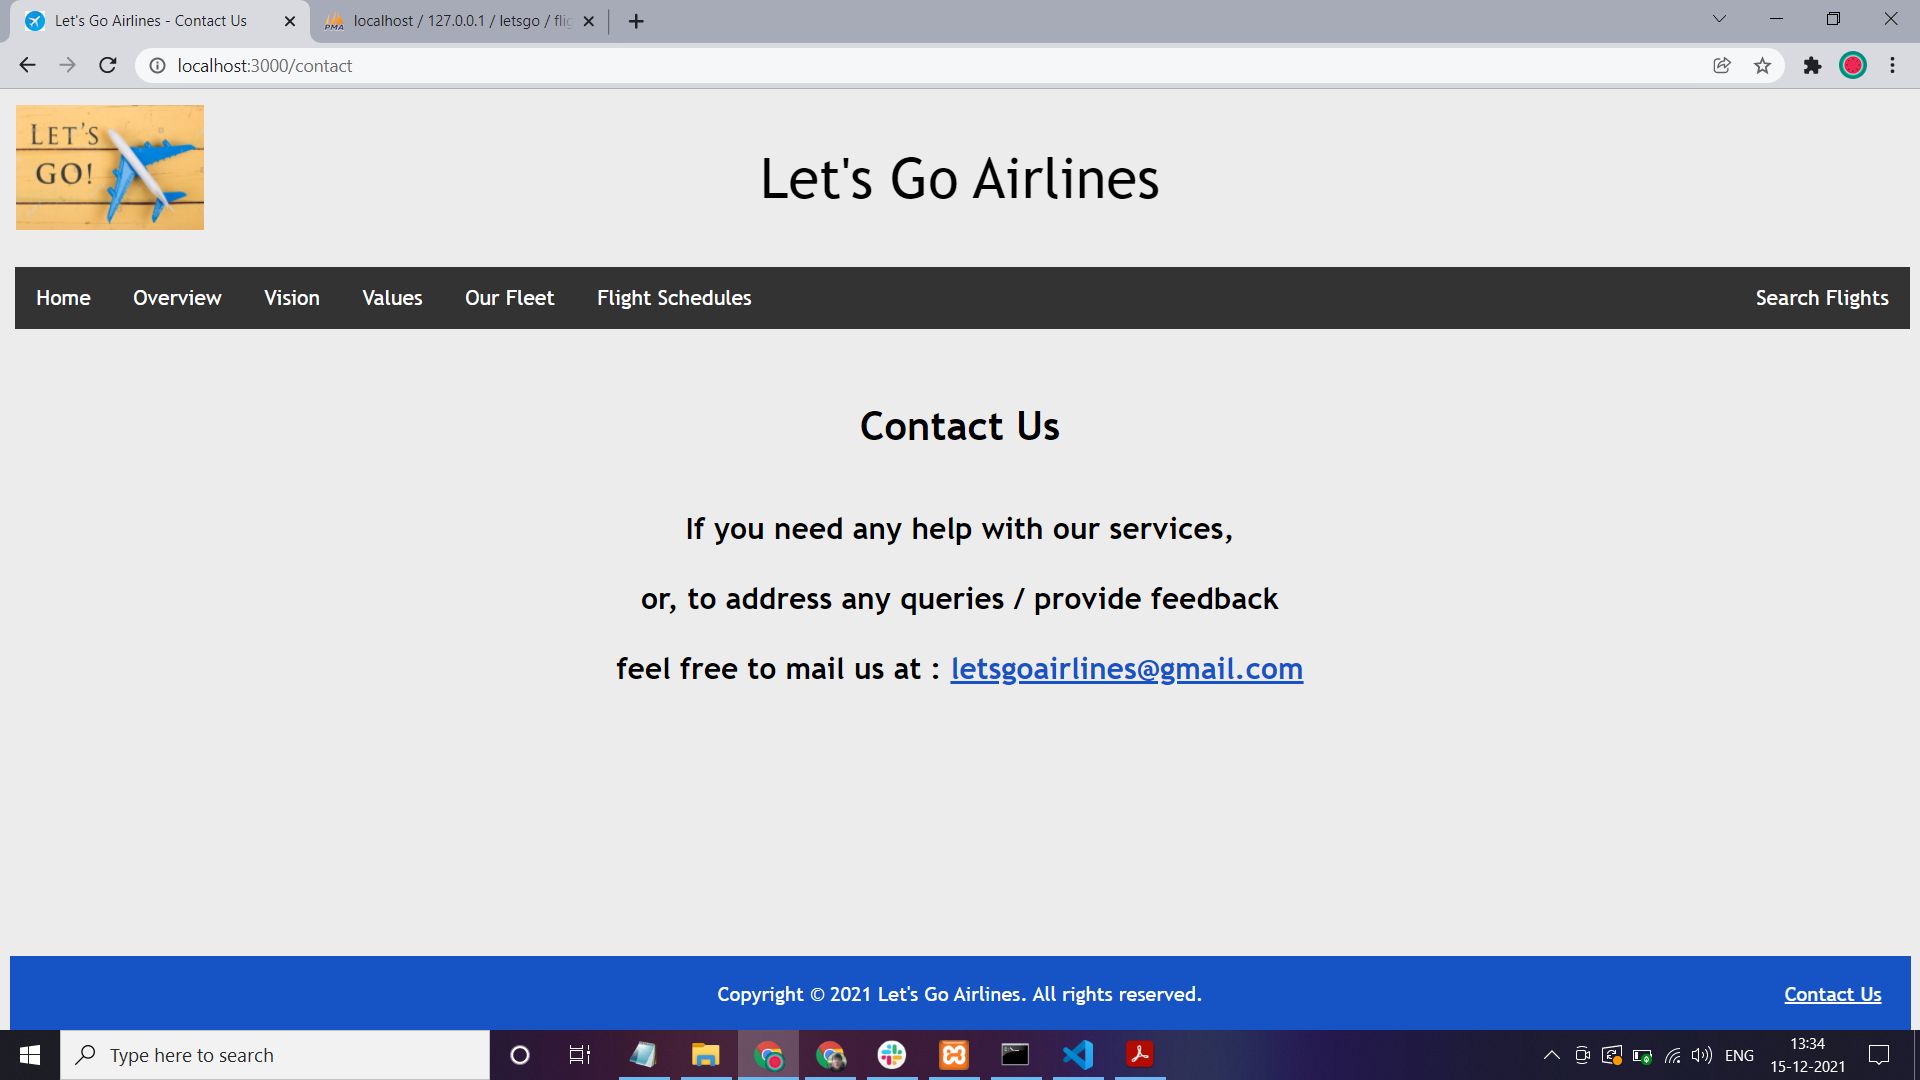 Let's Go Airlines - Contact Us
PMA localhost / 127.0.0.1 / letsgo / flig
localhost:3000/contact
LET'S
GO!
Let's Go Airlines
Home Overview Vision Values Our Fleet Flight Schedules Search Flights
Contact Us
If you need any help with our services,
or, to address any queries / provide feedback
feel free to mail us at : letsgoairlines@gmail.com
Copyright © 2021 Let's Go Airlines. All rights reserved. Contact Us
Type here to search
ENG
13:34
15-12-2021